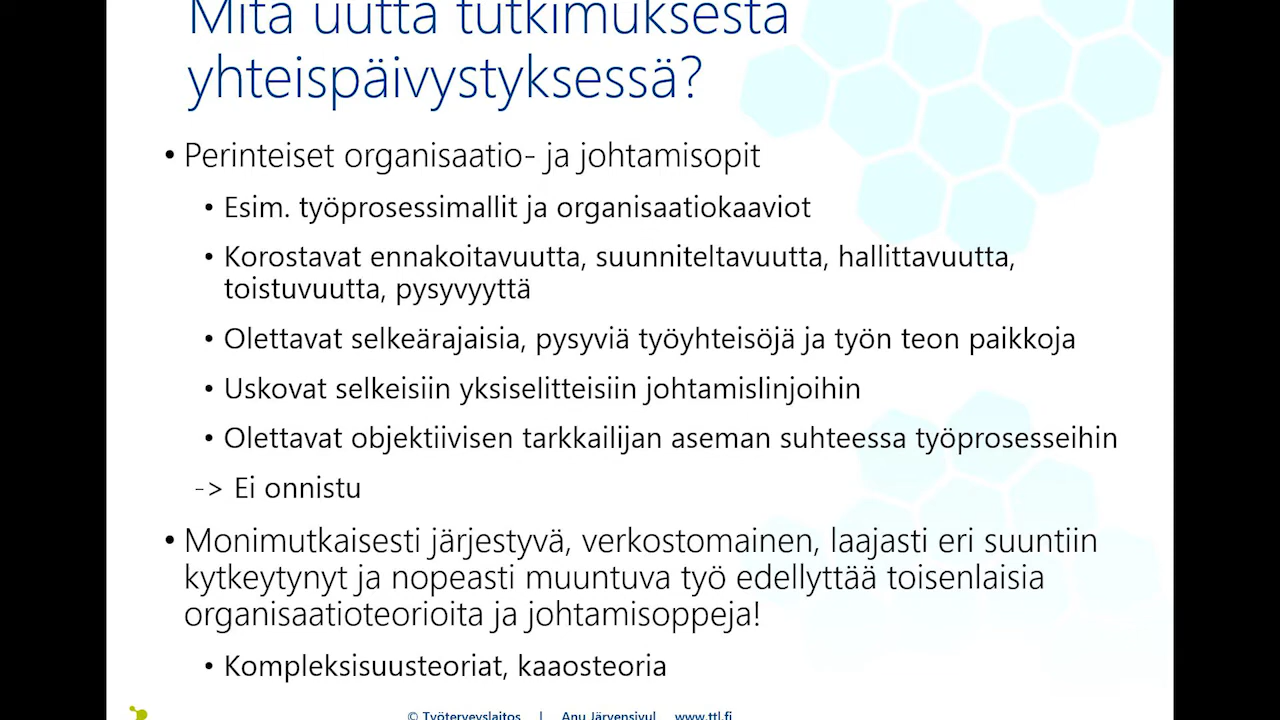 Mitä uutta tutkimuksesta
yhteispäivystyksessä?
• Perinteiset organisaatio- ja johtamisopit
• Esim. työprosessimallit ja organisaatiokaaviot
• Korostavat ennakoitavuutta, suunniteltavuutta, hallittavuutta,
toistuvuutta, pysyvyyttä
• Olettavat selkeärajaisia, pysyviä työyhteisöjä ja työn teon paikkoja
• Uskovat selkeisiin yksiselitteisiin johtamislinjoihin
• Olettavat objektiivisen tarkkailijan aseman suhteessa työprosesseihin
-> Ei onnistu
• Monimutkaisesti järjestyvä, verkostomainen, laajasti eri suuntiin
kytkeytynyt ja nopeasti muuntuva työ edellyttää toisenlaisia
organisaatioteorioita ja johtamisoppeja!
• Kompleksisuusteoriat, kaaosteoria
© Työterveyslaitos | Anu Järvensivul www.ttl.fi